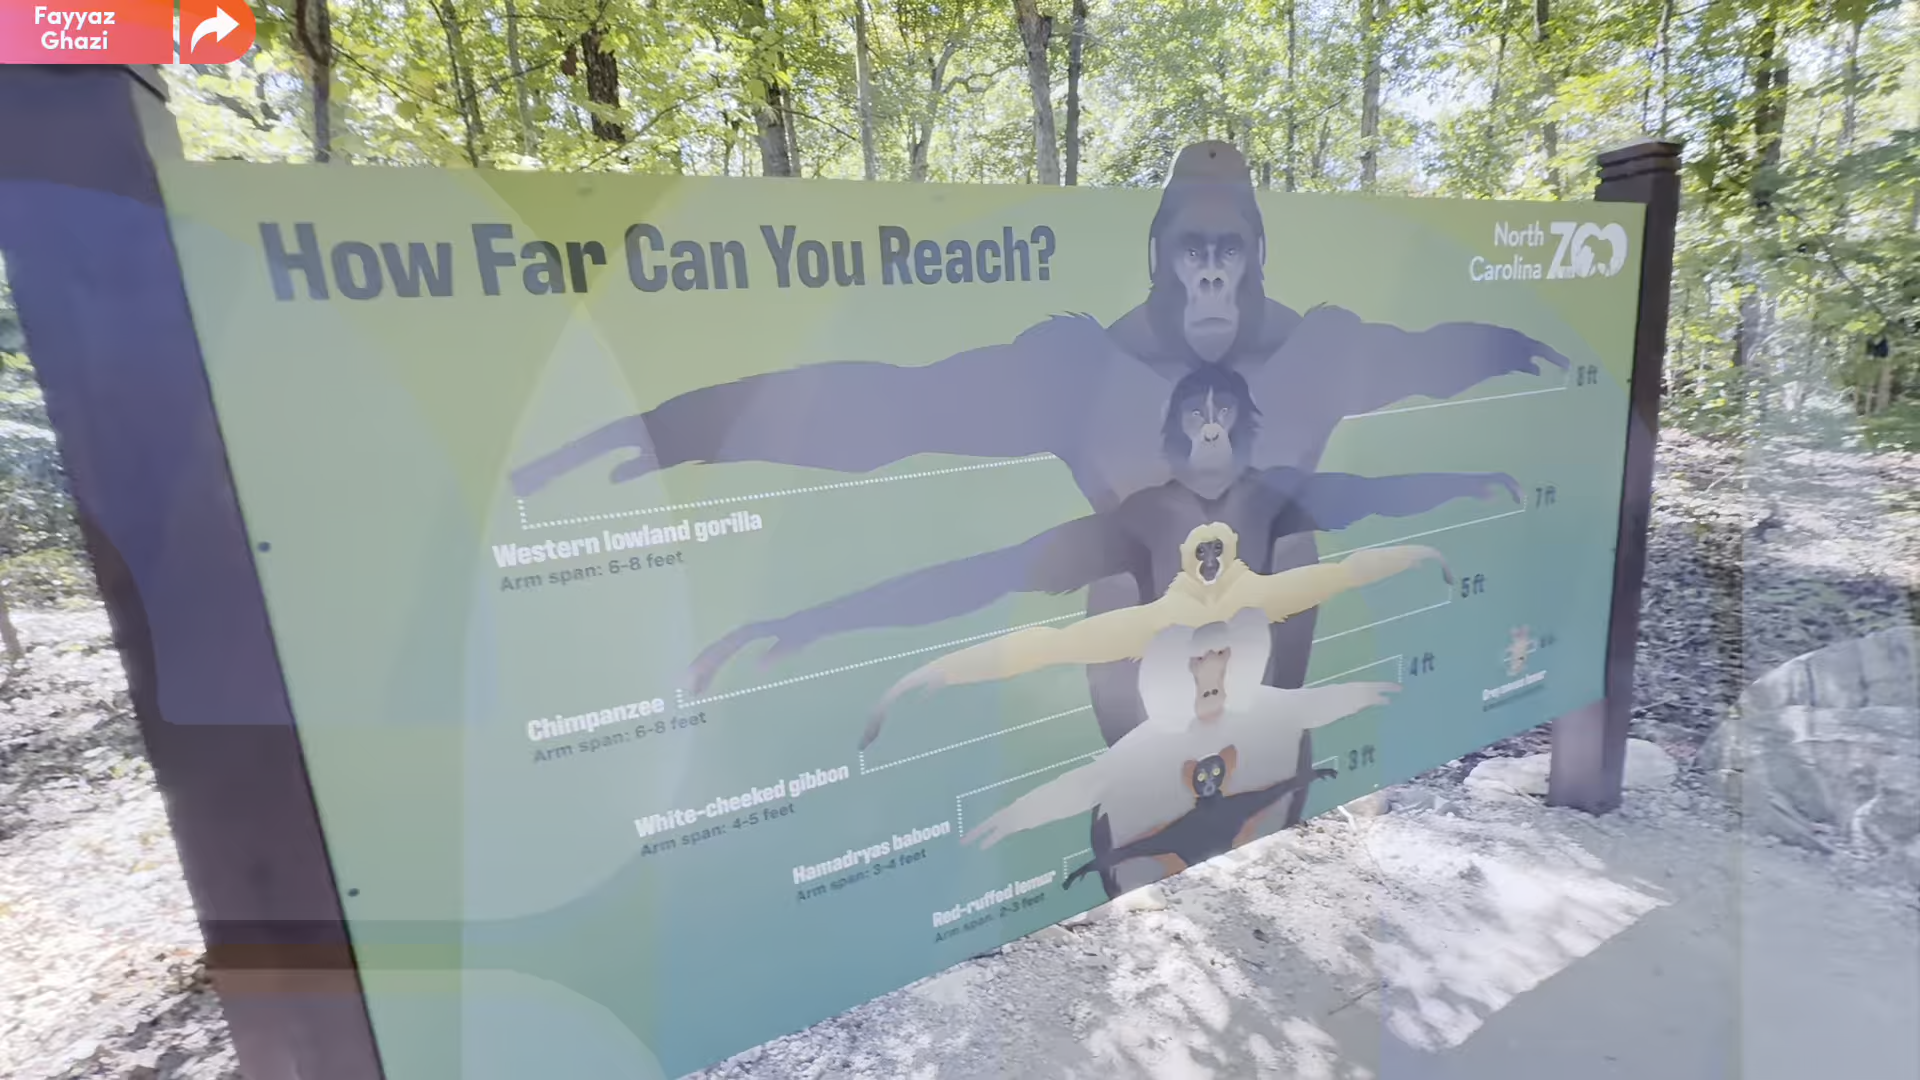 Fayyaz
Ghazi
How Far Can You Reach?
North
Carolina ZOO
8 ft
Western lowland gorilla
Arm span: 6-8 feet
7 ft
Chimpanzee
Arm span: 6-8 feet
5 ft
White-cheeked gibbon
Arm span: 4-5 feet
4 ft
Hamadryas baboon
Arm span: 3-4 feet
3 ft
Red-ruffed lemur
Arm span: 2-3 feet
Grey mouse lemur